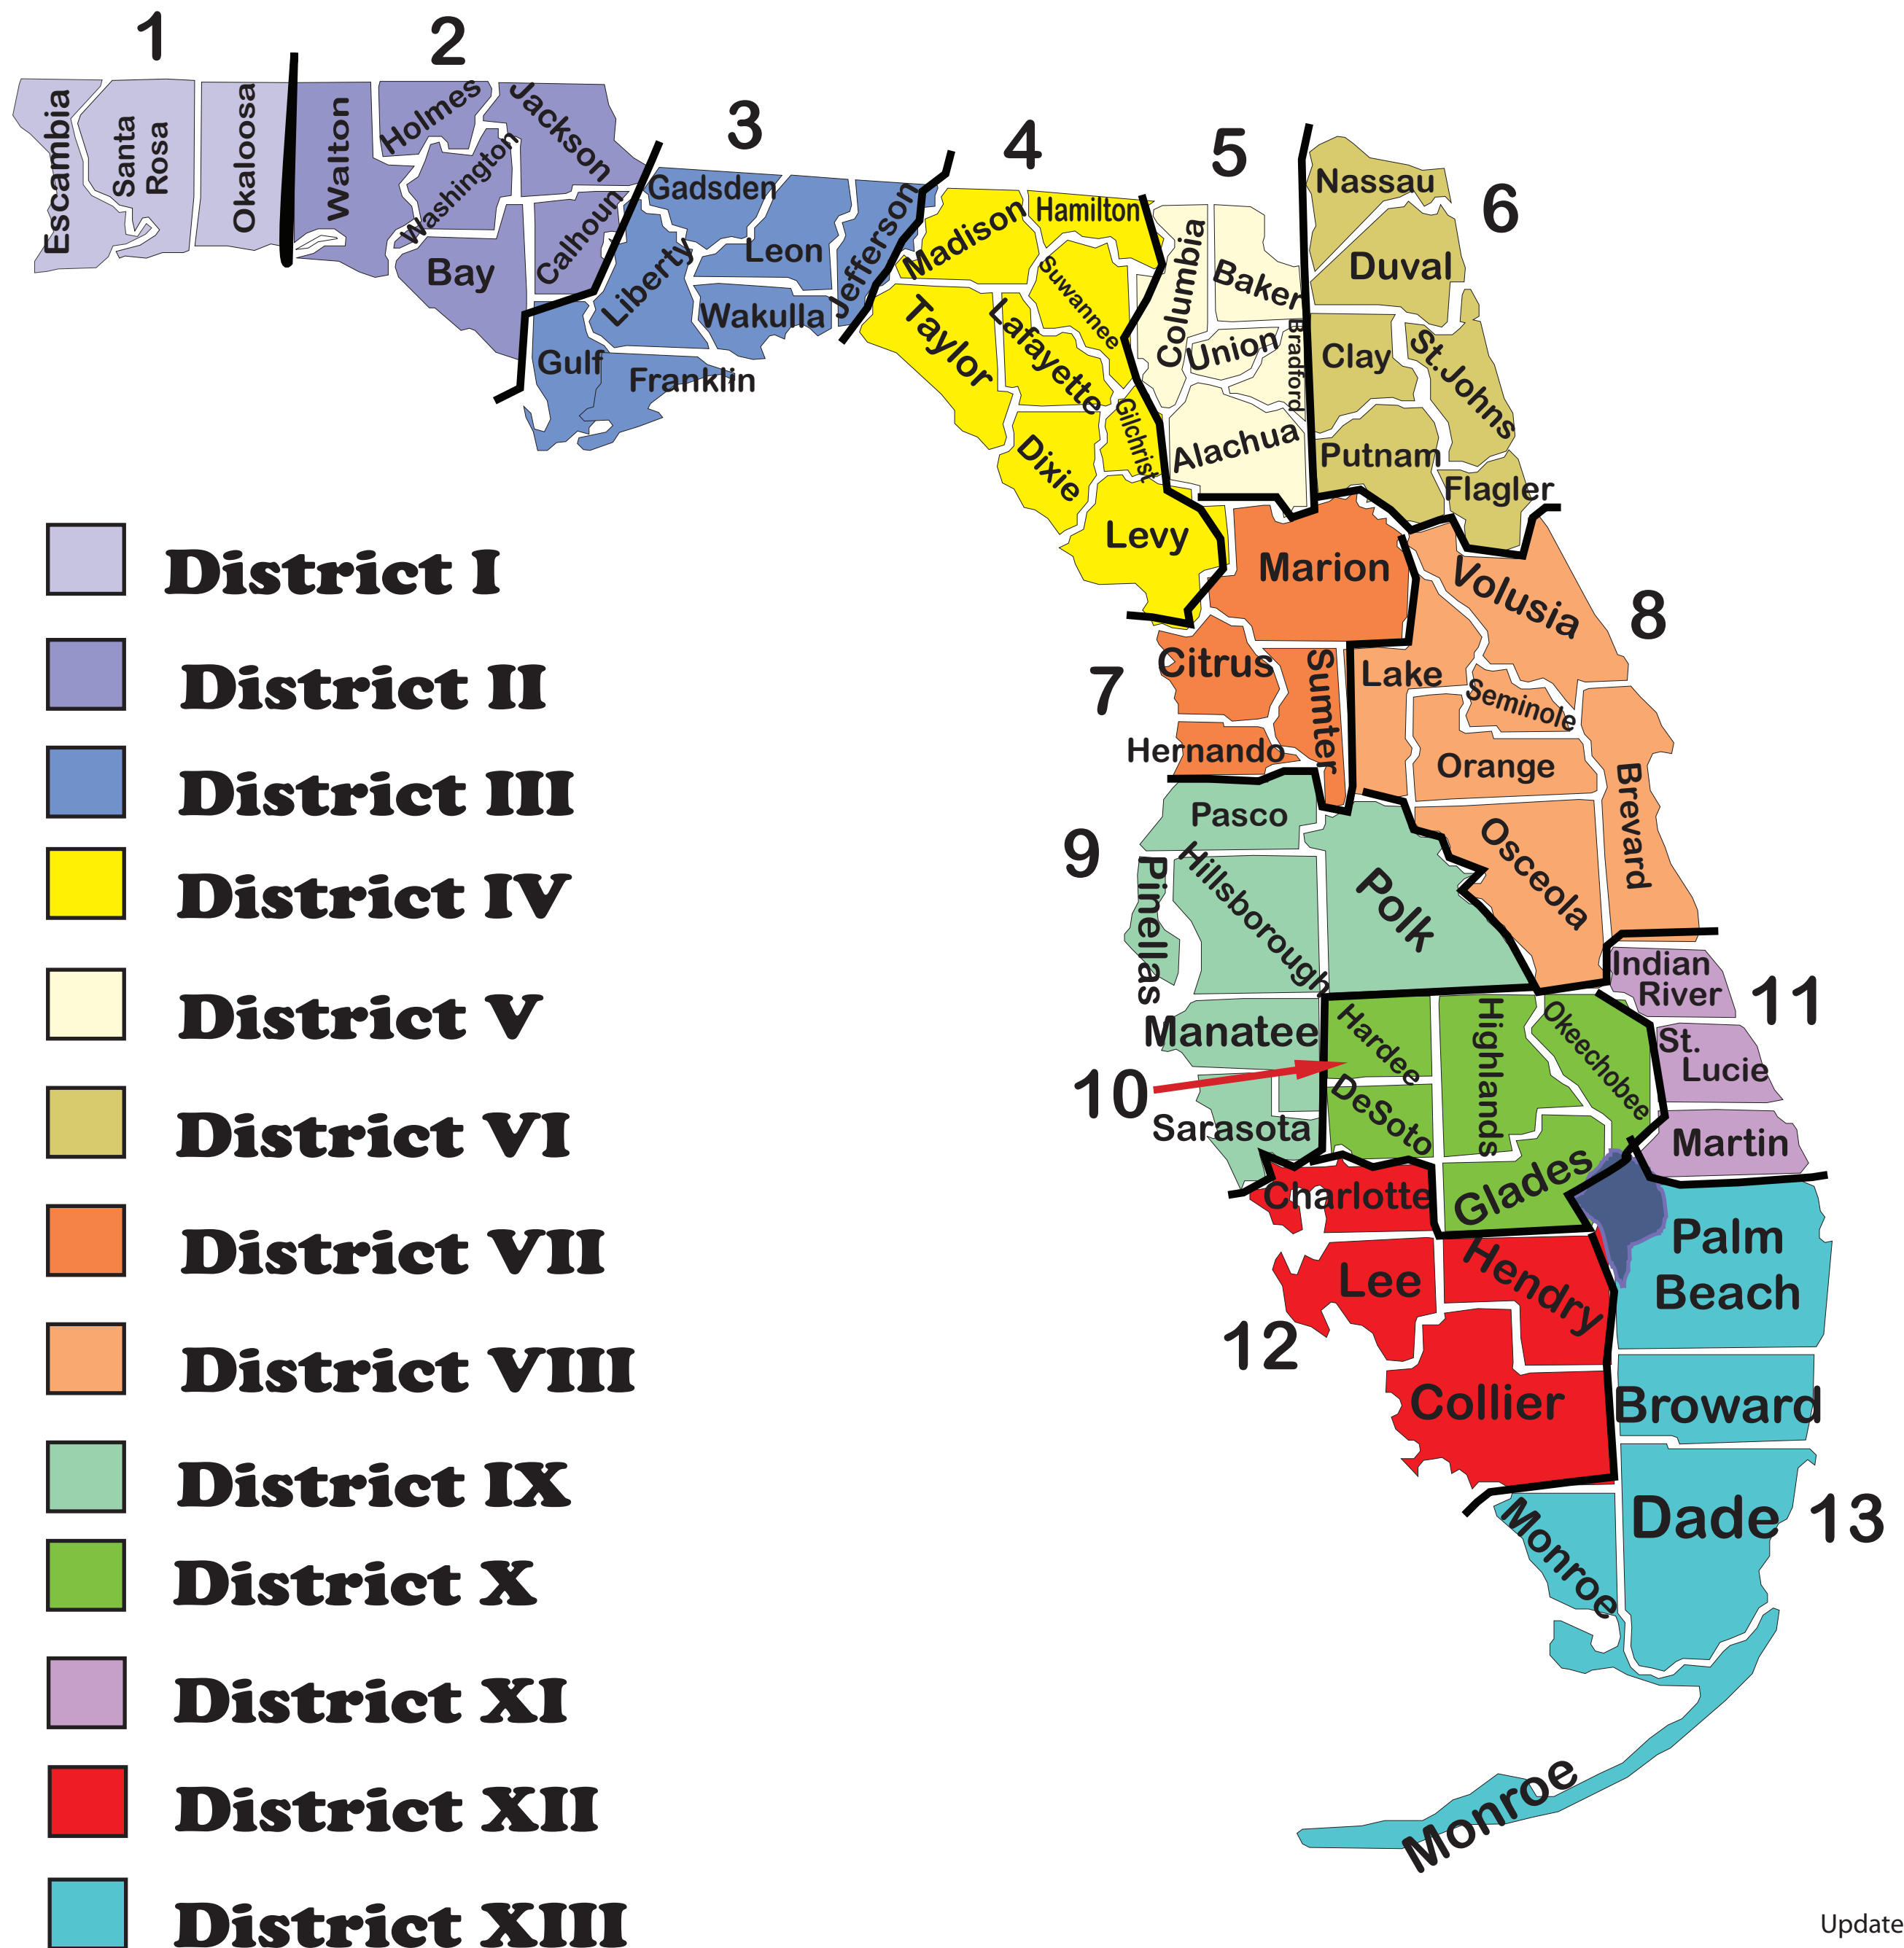 1
2
3
4
5
6
Escambia
Santa
Rosa
Okaloosa
Walton
Holmes
Washington
Jackson
Bay
Calhoun
Gadsden
Liberty
Leon
Jefferson
Wakulla
Gulf
Franklin
Madison
Hamilton
Suwannee
Taylor
Lafayette
Gilchrist
Dixie
Levy
Columbia
Baker
Union
Bradford
Alachua
Nassau
Duval
Clay
St.Johns
Putnam
Flagler
Marion
Citrus
Sumter
Hernando
7
Volusia
8
Lake
Seminole
Orange
Brevard
Osceola
Pasco
9
Pinellas
Hillsborough
Polk
Manatee
Sarasota
10
Hardee
DeSoto
Highlands
Okeechobee
Glades
Indian
River
11
St.
Lucie
Martin
Charlotte
Lee
Hendry
12
Collier
Palm
Beach
Broward
Dade
13
Monroe
Monroe
District I
District II
District III
District IV
District V
District VI
District VII
District VIII
District IX
District X
District XI
District XII
District XIII
Update